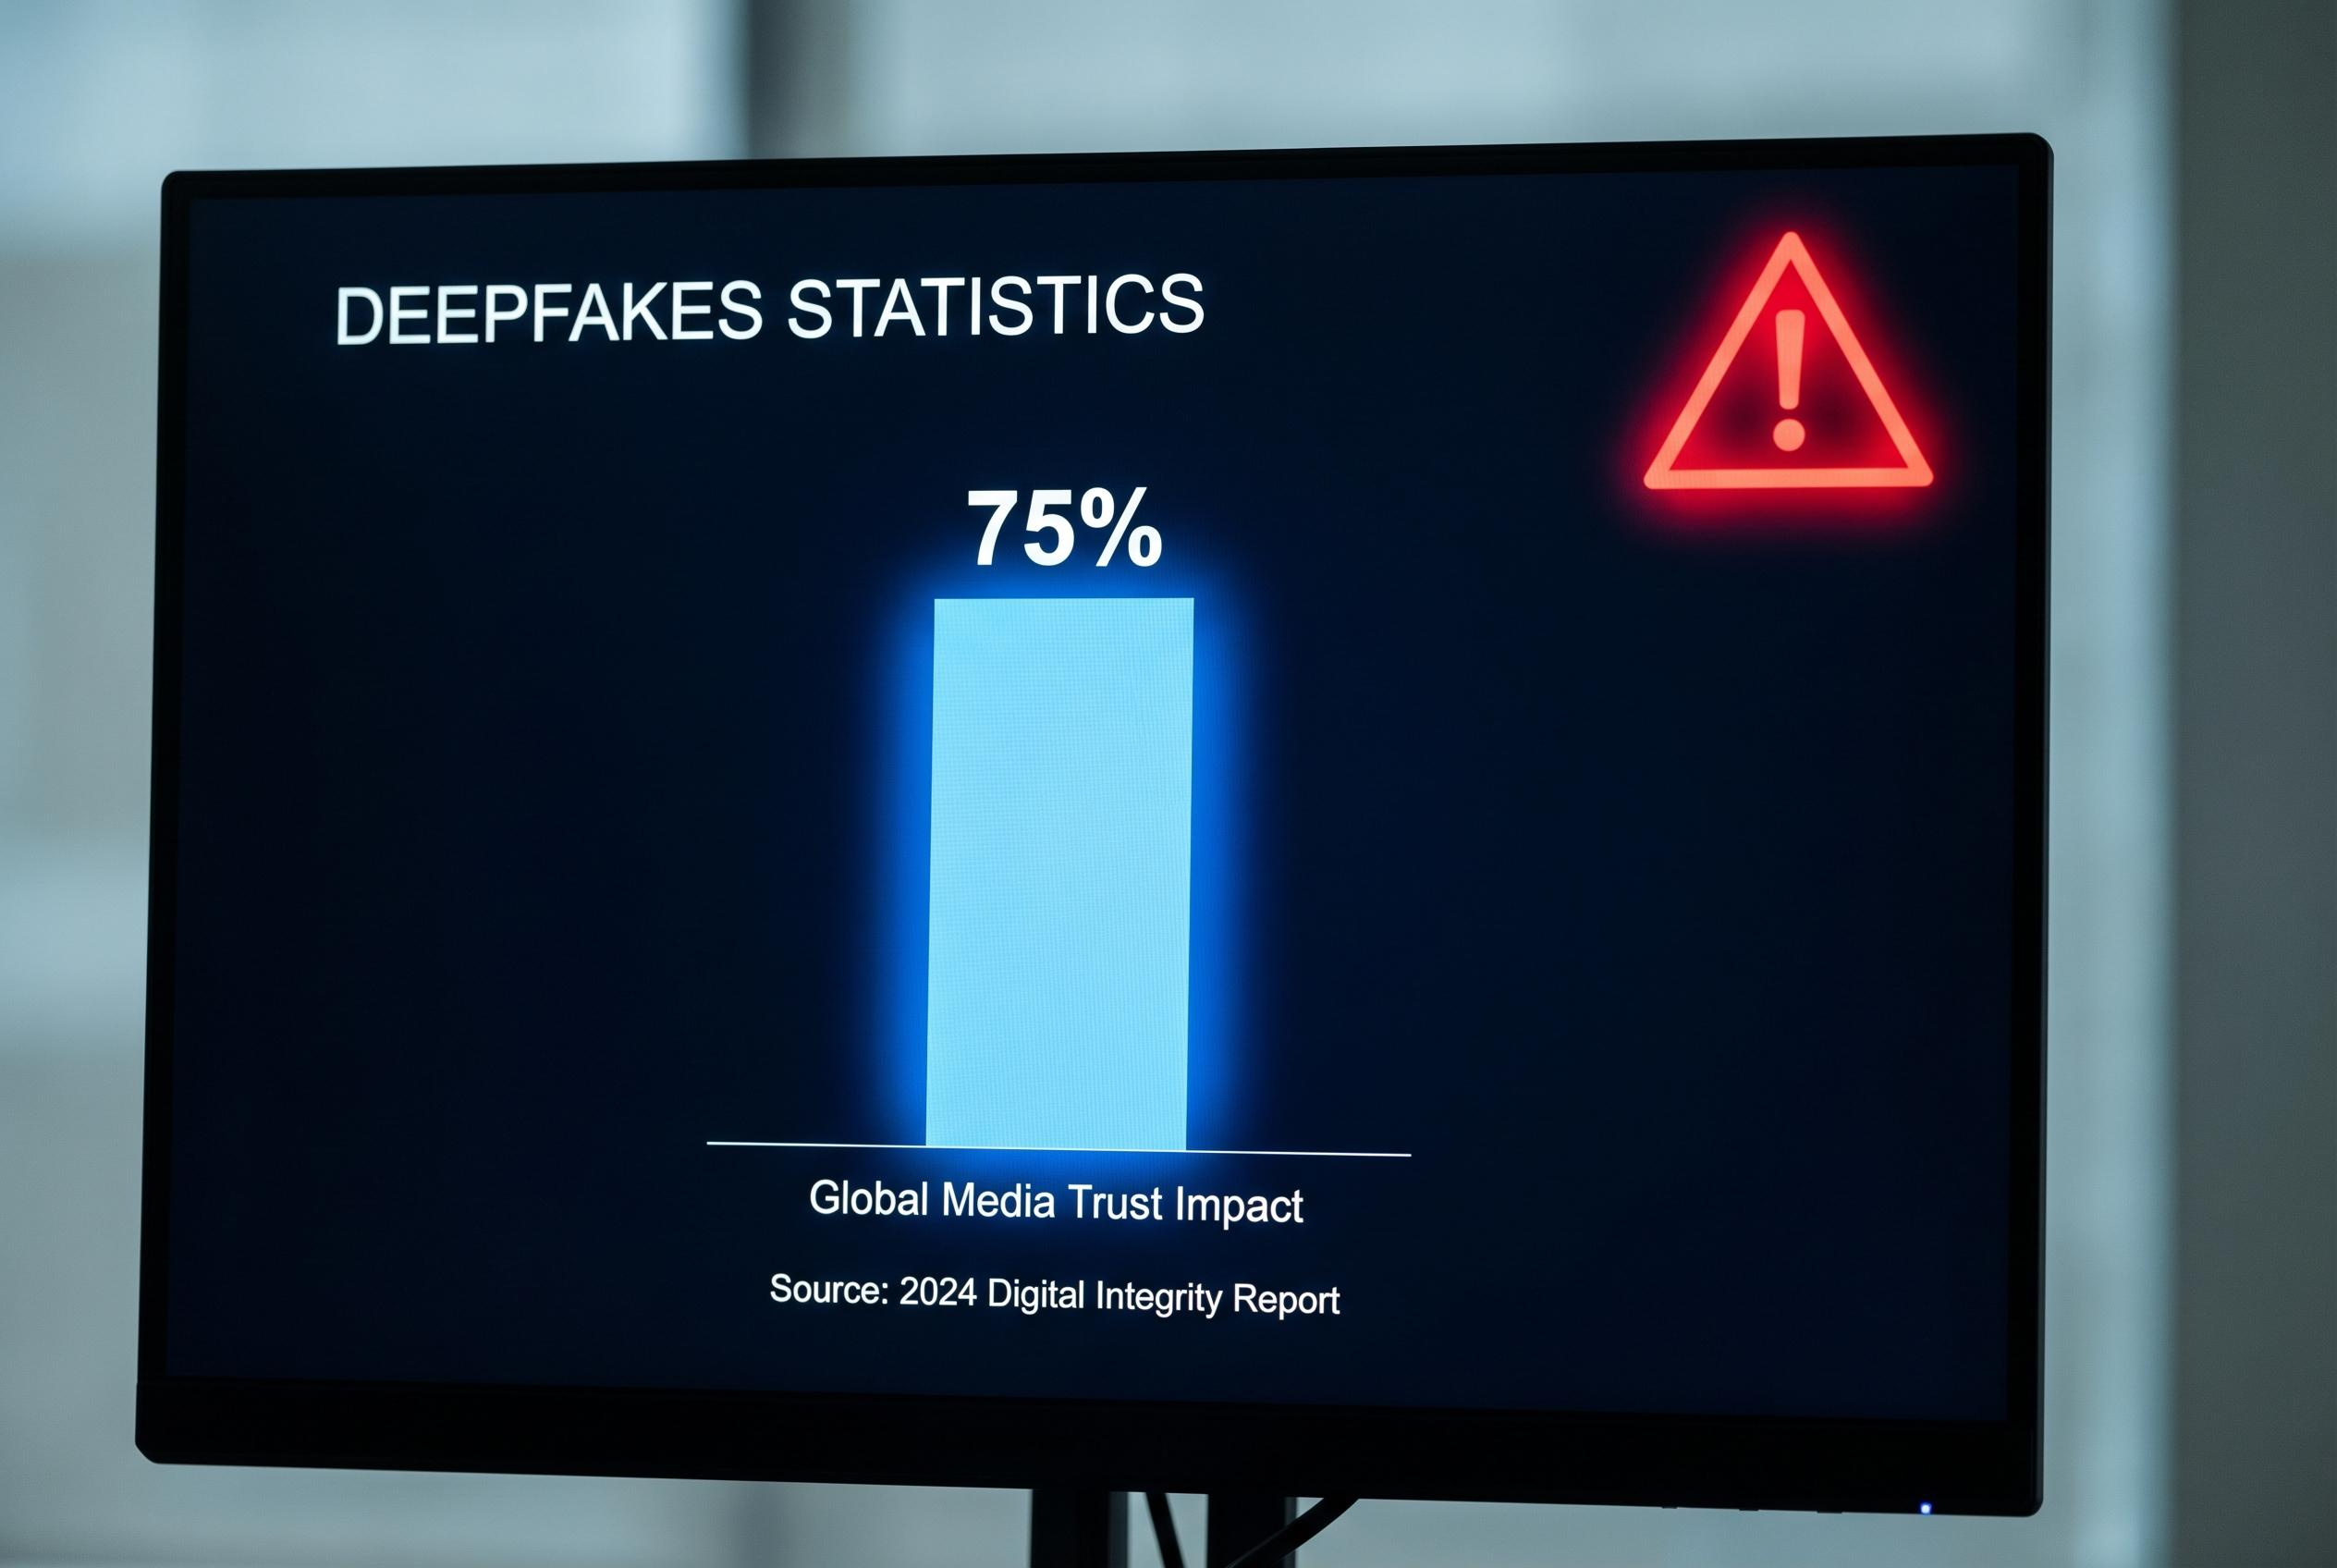 DEEPFAKES STATISTICS
75%
Global Media Trust Impact
Source: 2024 Digital Integrity Report